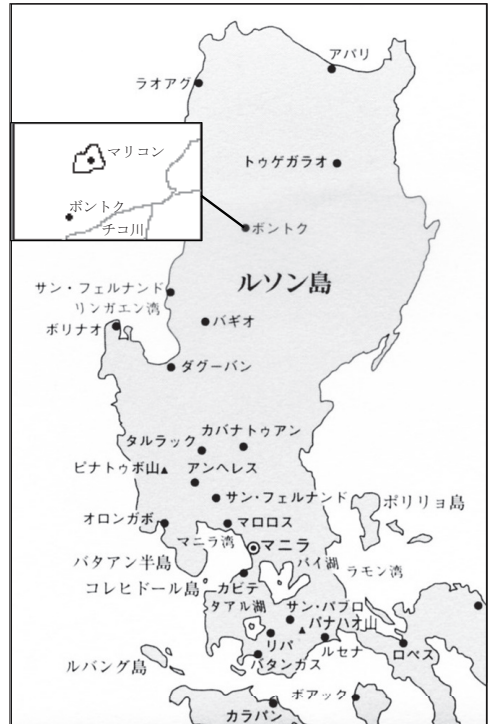 アパリ
ラオアグ
マリコン
トゥゲガラオ
ボントク
チコ川
ボントク
ルソン島
サン・フェルナンド
リンガエン湾
ボリナオ
バギオ
ダグーパン
カバナトゥアン
タルラック
ピナトゥボ山
アンヘレス
サン・フェルナンド
ポリリョ島
オロンガボ
マロロス
マニラ湾
マニラ
バタアン半島
バイ湖
ラモン湾
コレヒドール島
カビテ
タアル湖
サン・パブロ
バナハオ山
リパ
ルセナ
ロペス
ルバング島
バタンガス
ボアック
カラパン